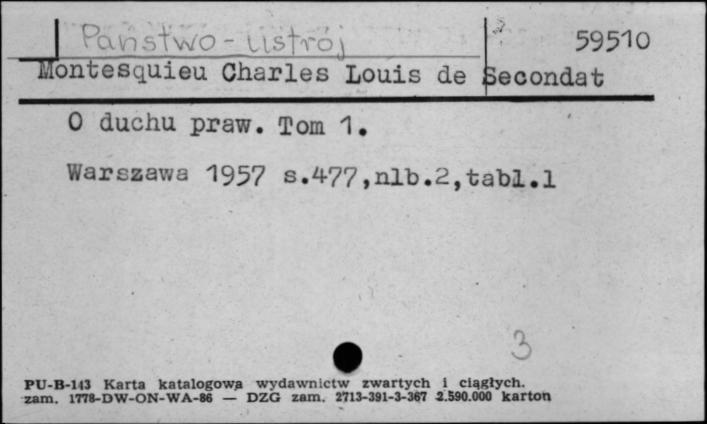 Państwo - ustrój
59510
Montesquieu Charles Louis de Secondat
O duchu praw. Tom 1.
Warszawa 1957 s.477,nlb.2,tabl.1
3
PU-B-143 Karta katalogowa wydawnictw zwartych i ciągłych.
zam. 1778-DW-ON-WA-86 — DZG zam. 2713-391-3-367 2.590.000 karton